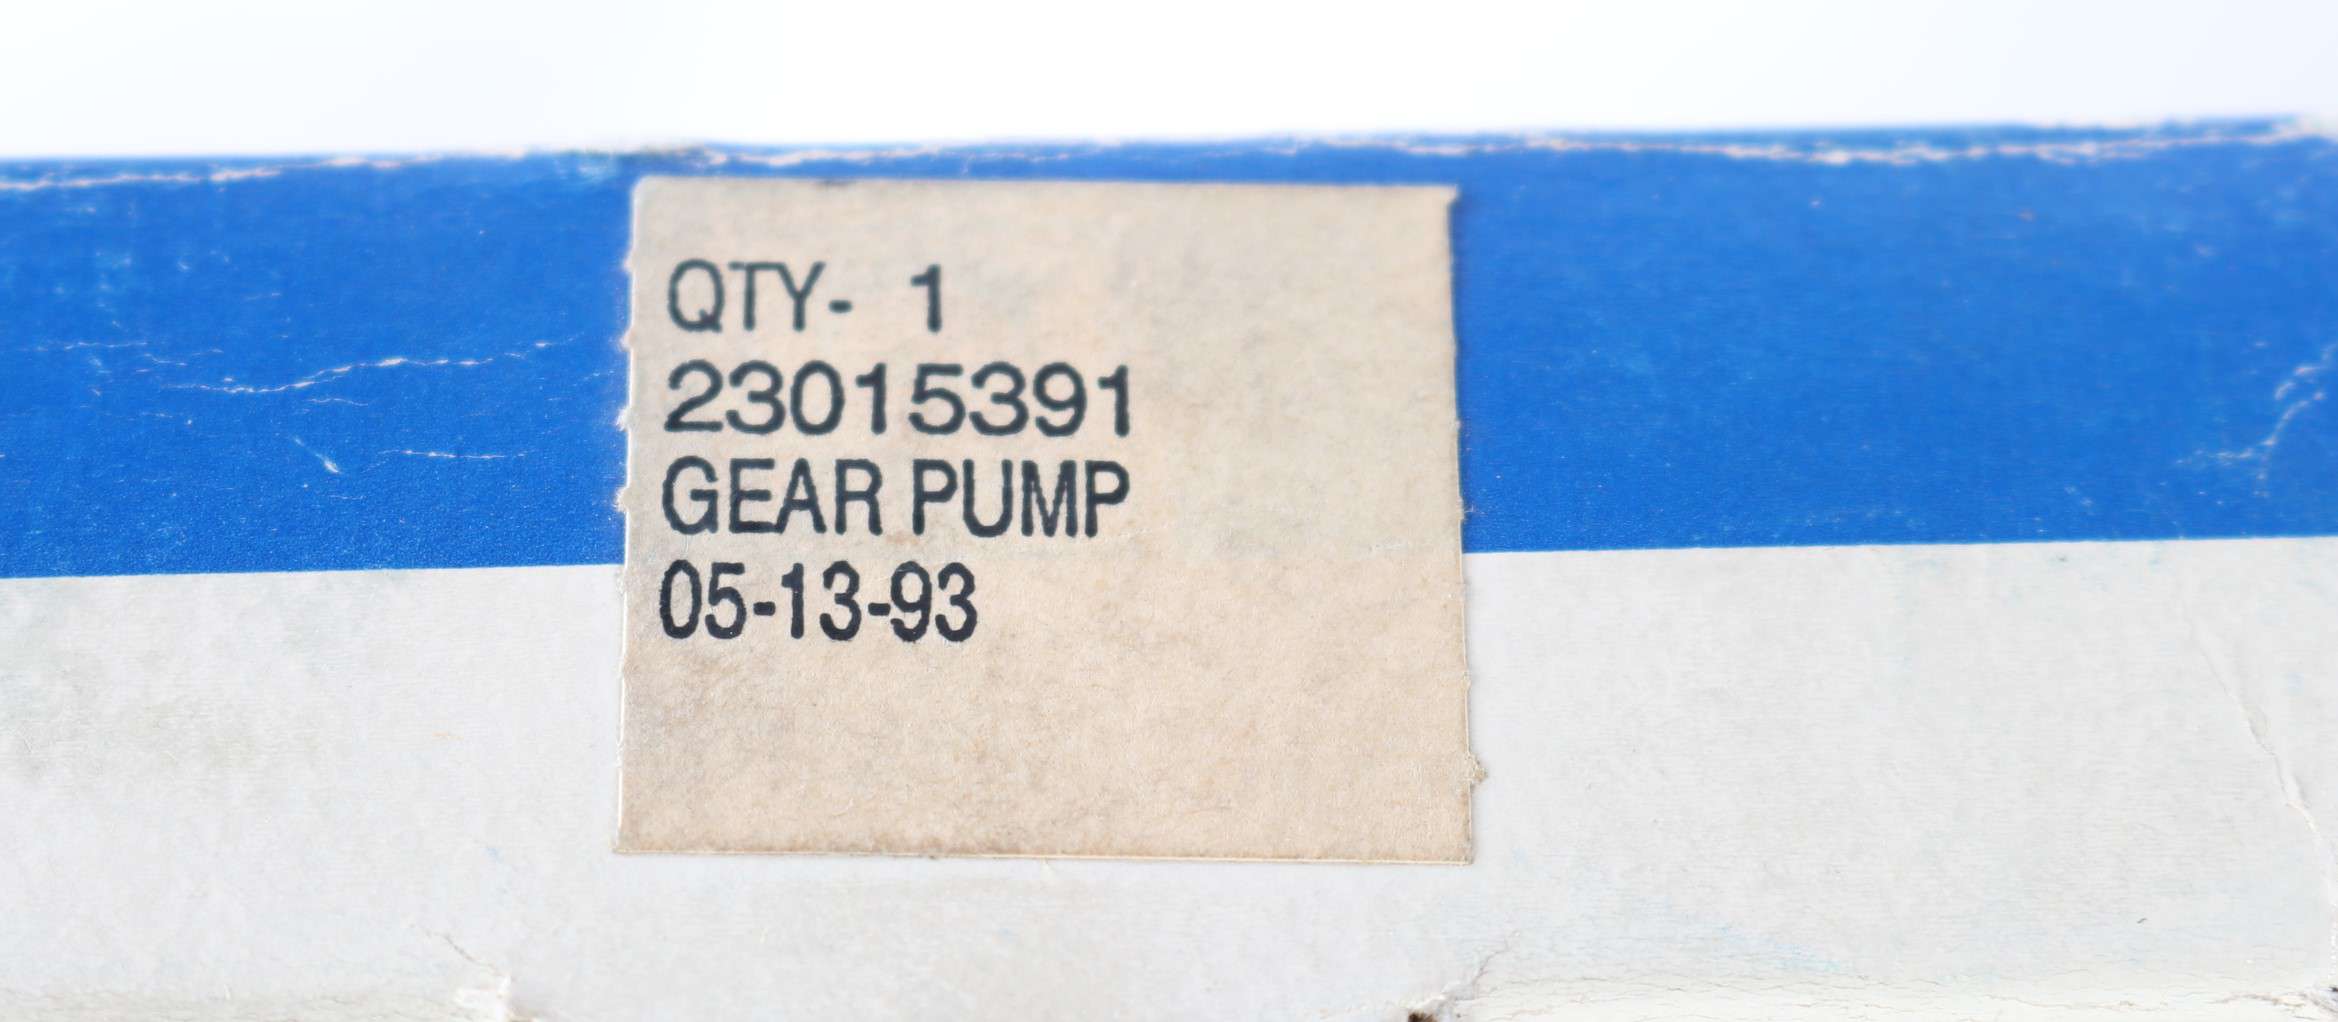 QTY- 1
23015391
GEAR PUMP
05-13-93